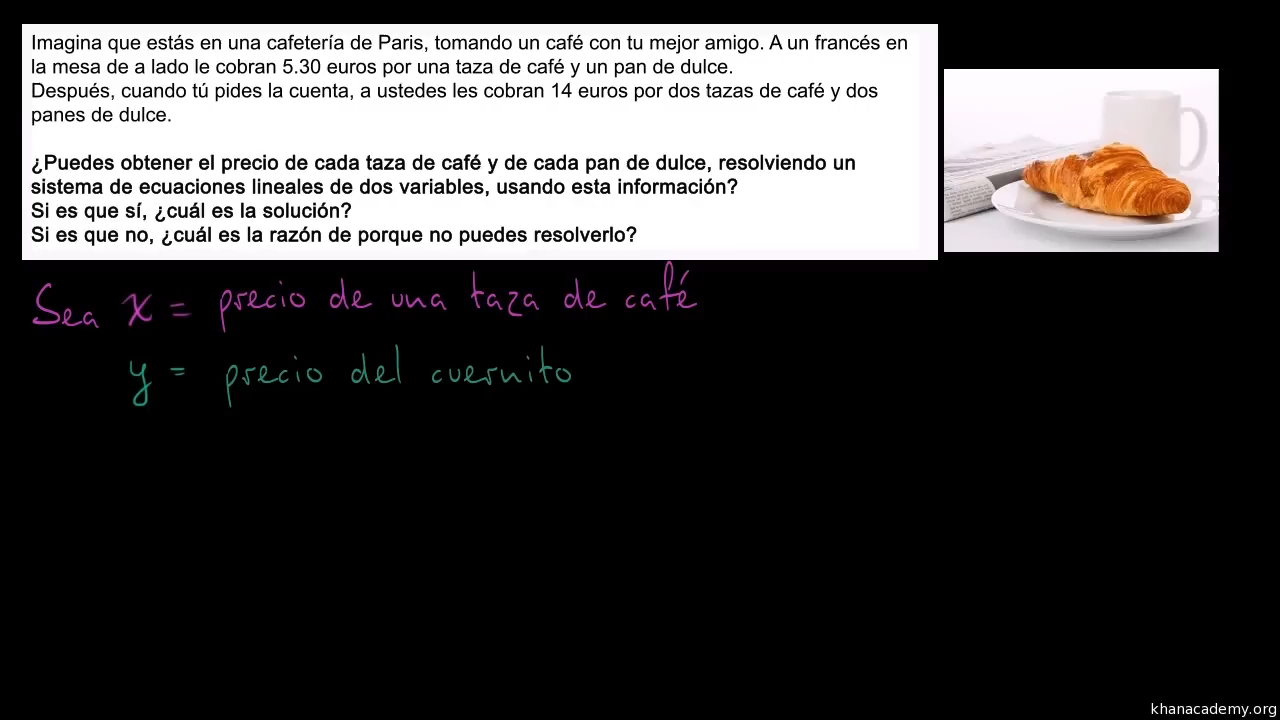 Imagina que estás en una cafetería de Paris, tomando un café con tu mejor amigo. A un francés en
la mesa de a lado le cobran 5.30 euros por una taza de café y un pan de dulce.
Después, cuando tú pides la cuenta, a ustedes les cobran 14 euros por dos tazas de café y dos
panes de dulce.
¿Puedes obtener el precio de cada taza de café y de cada pan de dulce, resolviendo un
sistema de ecuaciones lineales de dos variables, usando esta información?
Si es que sí, ¿cuál es la solución?
Si es que no, ¿cuál es la razón de porque no puedes resolverlo?
Sea x = precio de una taza de café
y = precio del cuernito
khanacademy.org